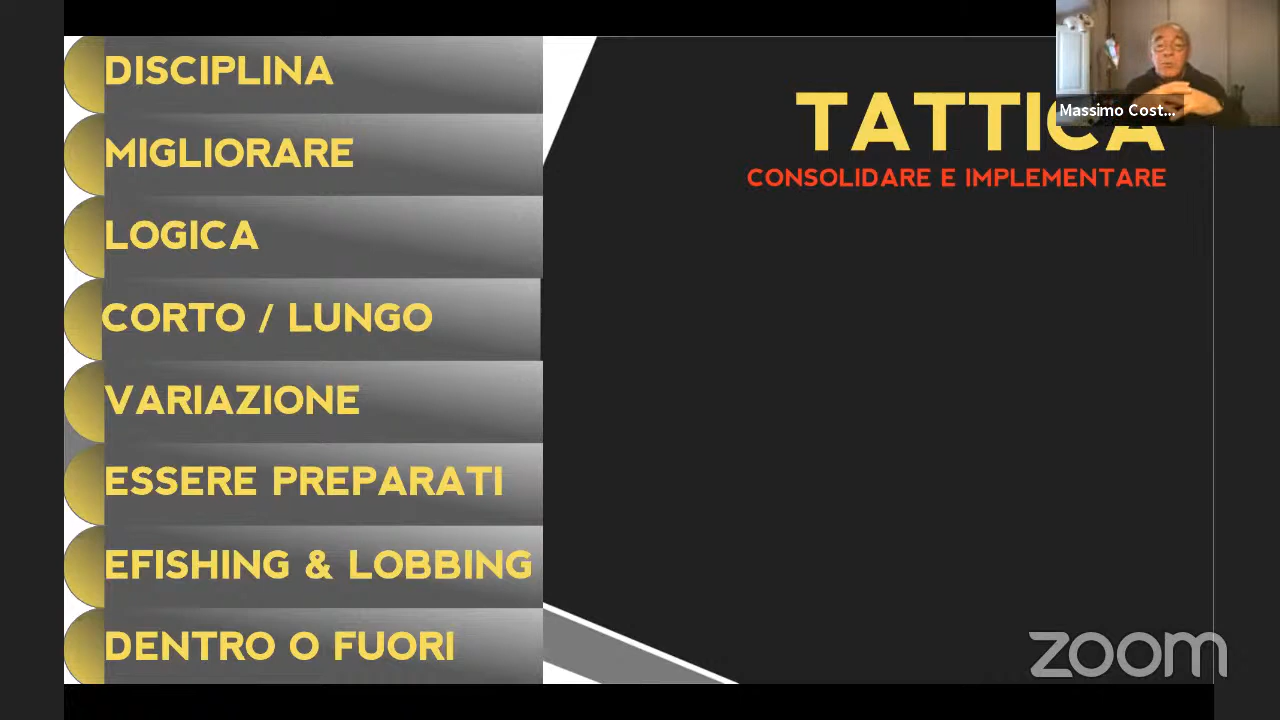 DISCIPLINA
MIGLIORARE
LOGICA
CORTO / LUNGO
VARIAZIONE
ESSERE PREPARATI
EFISHING & LOBBING
DENTRO O FUORI
TATTICA
CONSOLIDARE E IMPLEMENTARE
Massimo Cost...
zoom